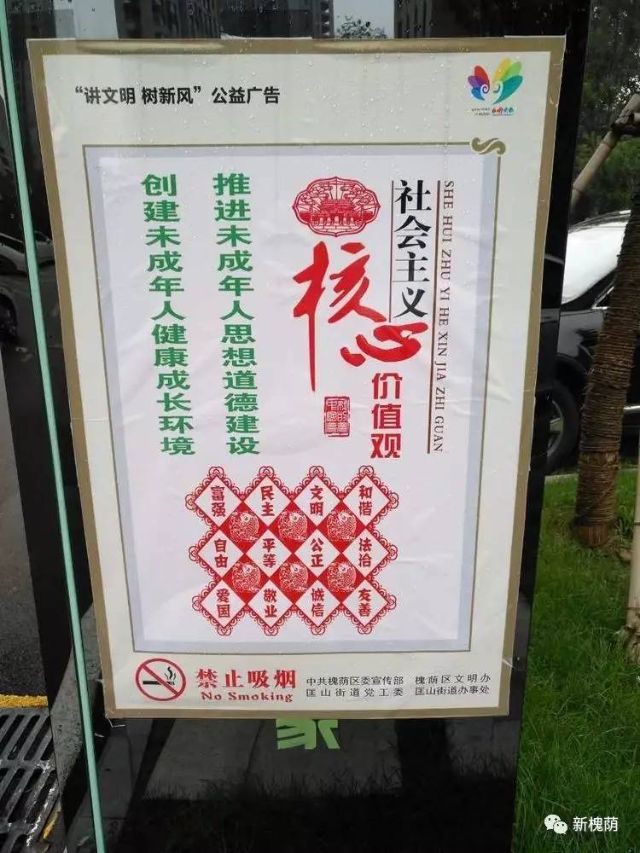 “讲文明 树新风”公益广告
社会主义
核心
价值观
SHE HUI ZHU YI HE XIN JIA ZHI GUAN
推进未成年人思想道德建设
创建未成年人健康成长环境
富强 民主 文明 和谐
自由 平等 公正 法治
爱国 敬业 诚信 友善
禁止吸烟
No Smoking
中共槐荫区委宣传部 槐荫区文明办
匡山街道党工委 匡山街道办事处
新槐荫